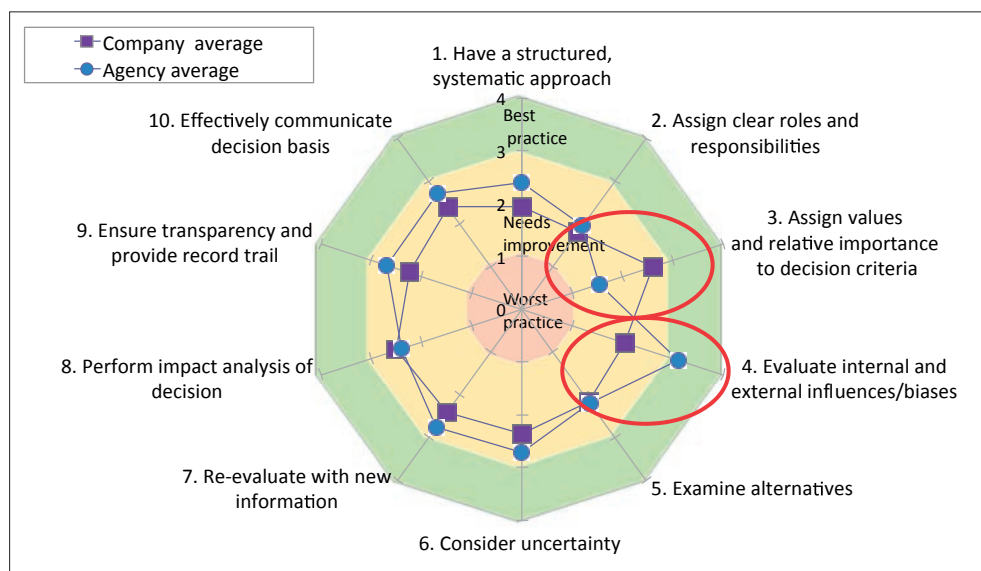 Company average
Agency average
1. Have a structured,
systematic approach
2. Assign clear roles and
responsibilities
3. Assign values
and relative importance
to decision criteria
4. Evaluate internal and
external influences/biases
5. Examine alternatives
6. Consider uncertainty
7. Re-evaluate with new
information
8. Perform impact analysis of
decision
9. Ensure transparency and
provide record trail
10. Effectively communicate
decision basis
4
Best
practice
3
2
Needs
improvement
1
Worst
0
practice